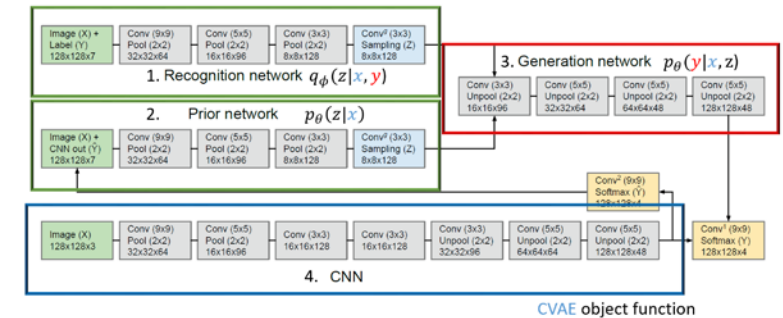 Image (X) +
Label (Y)
128x128x7
Conv (9x9)
Pool (2x2)
32x32x64
Conv (5x5)
Pool (2x2)
16x16x96
Conv (3x3)
Pool (2x2)
8x8x128
Conv² (3x3)
Sampling (Z)
8x8x128
1. Recognition network qϕ(z|x, y)
3. Generation network pθ(y|x, z)
Conv (3x3)
Unpool (2x2)
16x16x96
Conv (5x5)
Unpool (2x2)
32x32x64
Conv (5x5)
Unpool (2x2)
64x64x48
Conv (5x5)
Unpool (2x2)
128x128x48
2. Prior network pθ(z|x)
Image (X) +
CNN out (Ŷ)
128x128x7
Conv (9x9)
Pool (2x2)
32x32x64
Conv (5x5)
Pool (2x2)
16x16x96
Conv (3x3)
Pool (2x2)
8x8x128
Conv² (3x3)
Sampling (Z)
8x8x128
Conv² (9x9)
Softmax (Ŷ)
128x128x4
Image (X)
128x128x3
Conv (9x9)
Pool (2x2)
32x32x64
Conv (5x5)
Pool (2x2)
16x16x96
Conv (3x3)
16x16x128
Conv (3x3)
16x16x128
Conv (3x3)
Unpool (2x2)
32x32x96
Conv (5x5)
Unpool (2x2)
64x64x64
Conv (5x5)
Unpool (2x2)
128x128x48
Conv¹ (9x9)
Softmax (Y)
128x128x4
4. CNN
CVAE object function